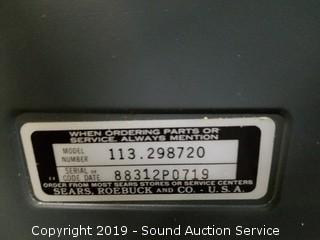 WHEN ORDERING PARTS OR
SERVICE, ALWAYS MENTION
MODEL
NUMBER 113.298720
SERIAL OR
CODE DATE 88312P0719
ORDER FROM MOST SEARS STORES OR SERVICE CENTERS
SEARS, ROEBUCK AND CO. - U.S.A.
Copyright 2019 - Sound Auction Service